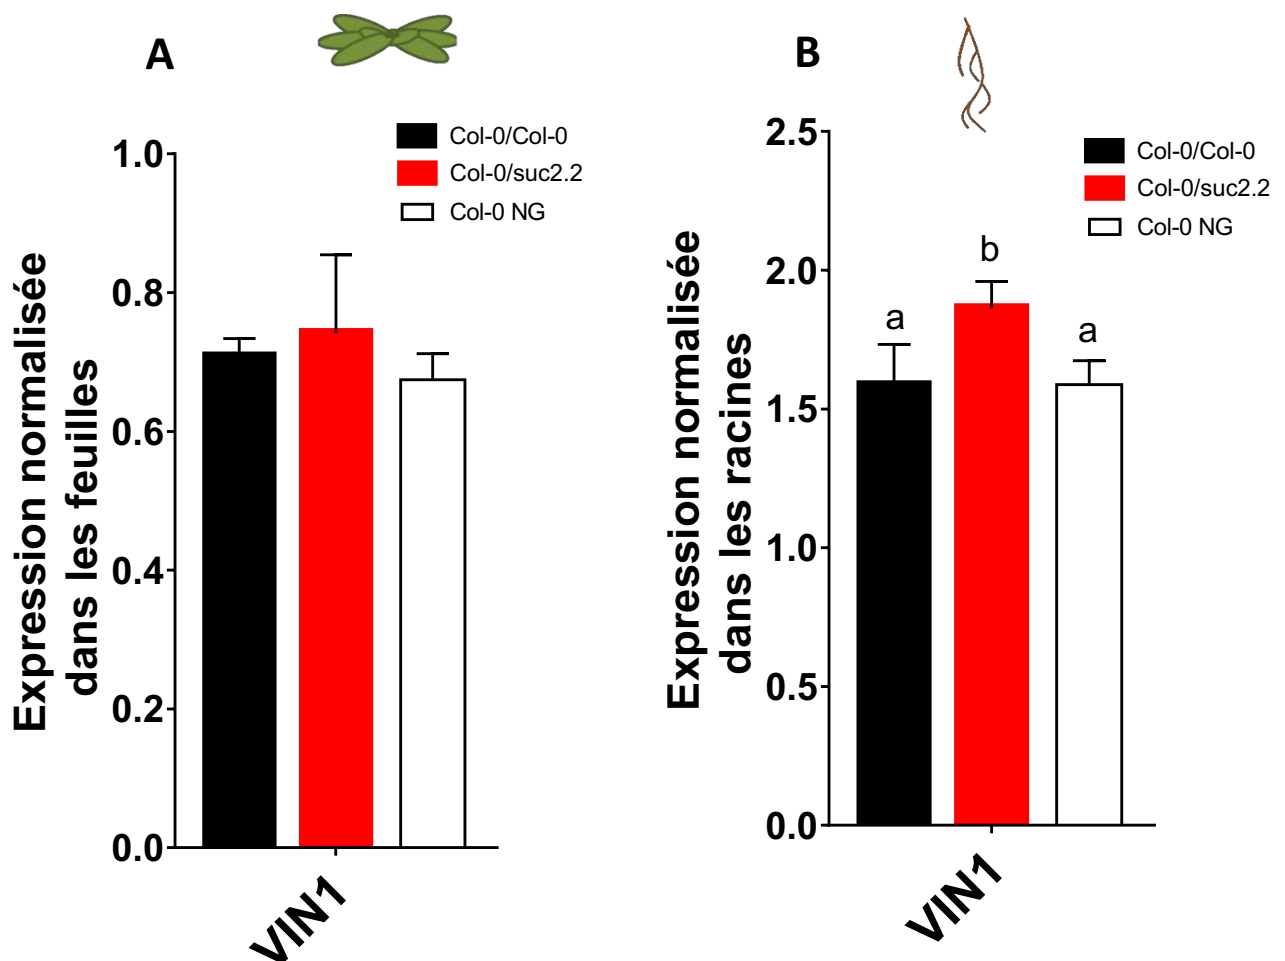 A
Col-0/Col-0
Col-0/suc2.2
Col-0 NG
Expression normalisée
dans les feuilles
1.0
0.8
0.6
0.4
0.2
0.0
VIN1
B
Col-0/Col-0
Col-0/suc2.2
Col-0 NG
Expression normalisée
dans les racines
2.5
2.0
1.5
1.0
0.5
0.0
a
b
a
VIN1